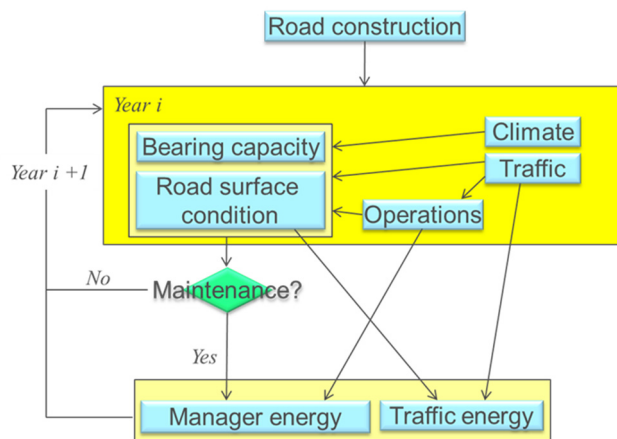 Road construction
Year i
Climate
Bearing capacity
Traffic
Year i +1
Road surface
condition
Operations
No
Maintenance?
Yes
Manager energy
Traffic energy